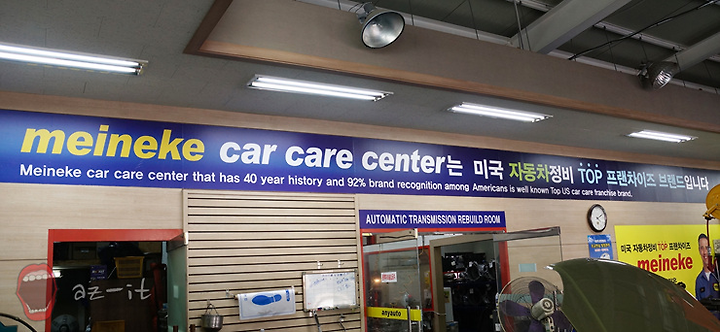 meineke car care center는 미국 자동차정비 TOP 프랜차이즈 브랜드입니다
Meineke car care center that has 40 year history and 92% brand recognition among Americans is well known Top US car care franchise brand.
AUTOMATIC TRANSMISSION REBUILD ROOM
미국 자동차정비 TOP 프랜차이즈
meineke
anyauto
az-it